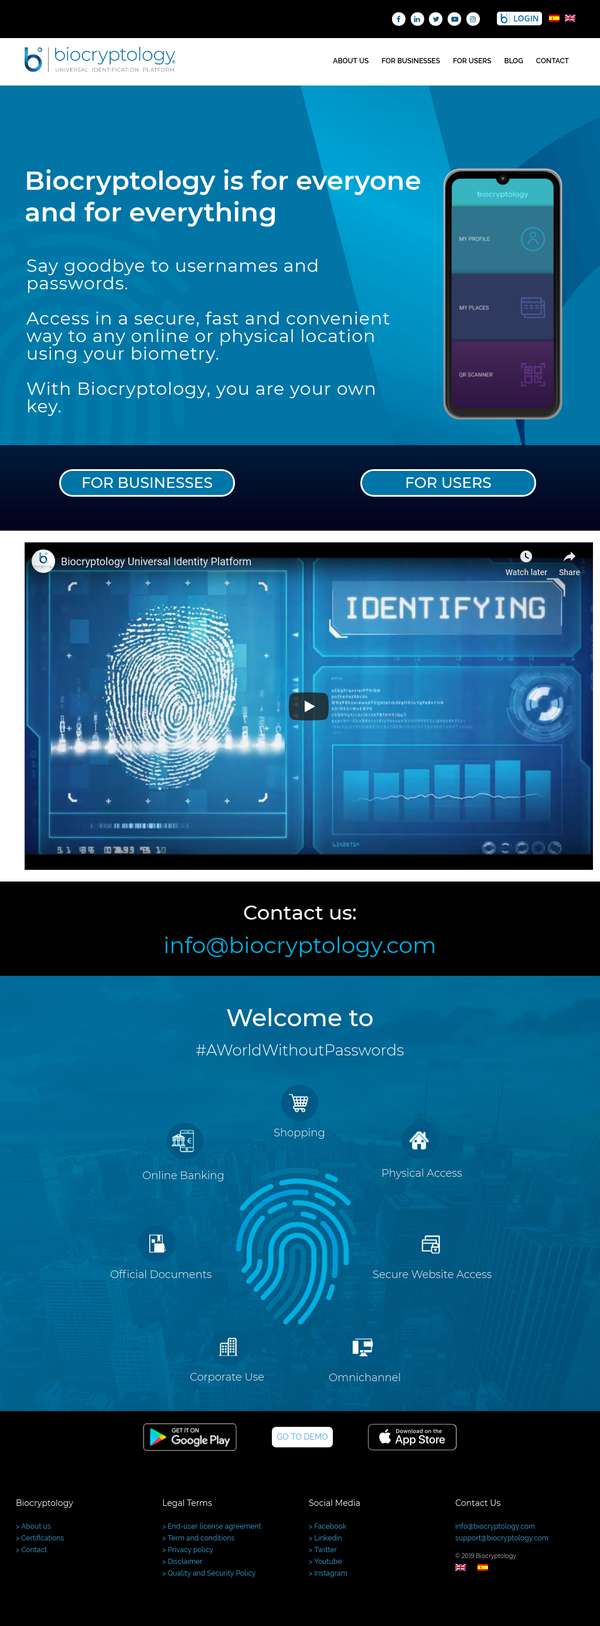 LOGIN
biocryptology
UNIVERSAL IDENTIFICATION PLATFORM
ABOUT US
FOR BUSINESSES
FOR USERS
BLOG
CONTACT
Biocryptology is for everyone
and for everything
Say goodbye to usernames and
passwords.
Access in a secure, fast and convenient
way to any online or physical location
using your biometry.
With Biocryptology, you are your own
key.
biocryptology
MY PROFILE
MY PLACES
QR SCANNER
FOR BUSINESSES
FOR USERS
Biocryptology Universal Identity Platform
Watch later
Share
IDENTIFYING
Contact us:
info@biocryptology.com
Welcome to
#AWorldWithoutPasswords
Shopping
Online Banking
Physical Access
Official Documents
Secure Website Access
Corporate Use
Omnichannel
GET IT ON
Google Play
GO TO DEMO
Download on the
App Store
Biocryptology
> About us
> Certifications
> Contact
Legal Terms
> End-user license agreement
> Term and conditions
> Privacy policy
> Disclaimer
> Quality and Security Policy
Social Media
> Facebook
> Linkedin
> Twitter
> Youtube
> Instagram
Contact Us
info@biocryptology.com
support@biocryptology.com
© 2019 Biocryptology